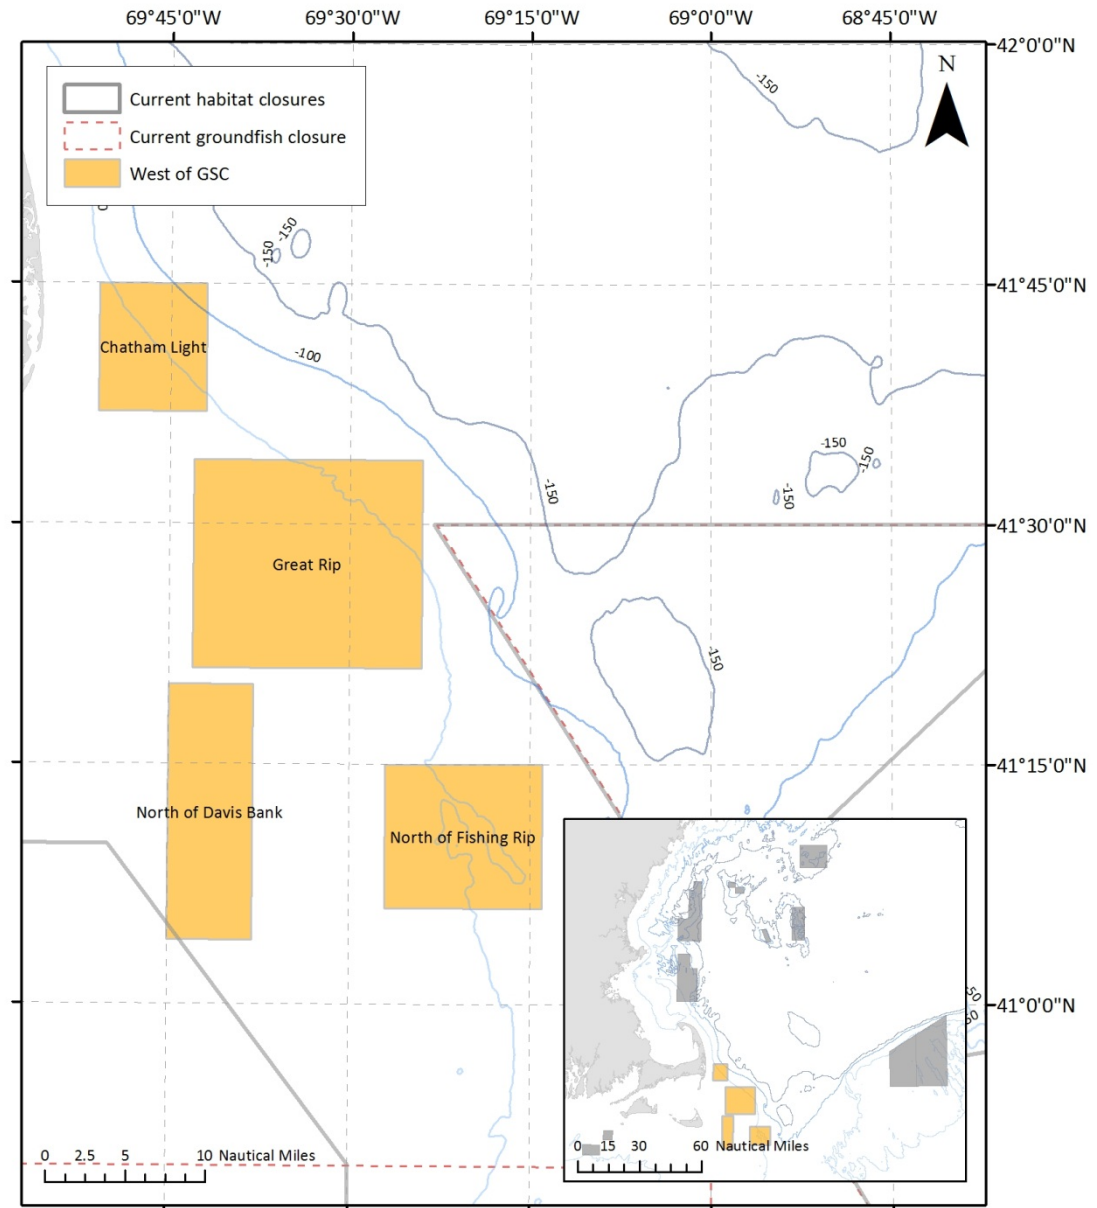 69°45'0"W 69°30'0"W 69°15'0"W 69°0'0"W 68°45'0"W
42°0'0"N
N
Current habitat closures
Current groundfish closure
West of GSC
-150
-150
-150
41°45'0"N
Chatham Light
-100
-150
-150
-150
-150
41°30'0"N
Great Rip
-150
41°15'0"N
North of Davis Bank
North of Fishing Rip
41°0'0"N
-50
0 2.5 5 10 Nautical Miles
0 15 30 60 Nautical Miles